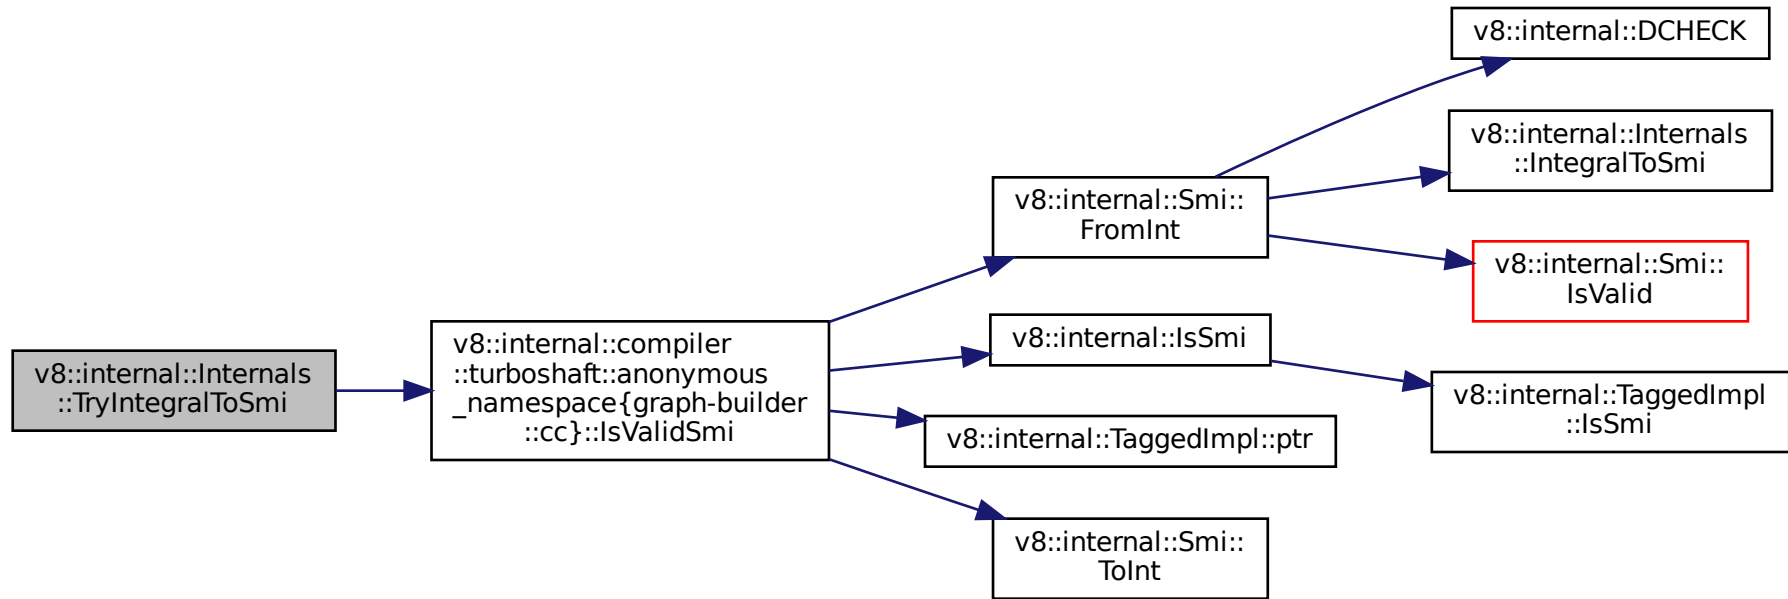 v8::internal::Internals
::TryIntegralToSmi
v8::internal::compiler
::turboshaft::anonymous
_namespace{graph-builder
::cc}::IsValidSmi
v8::internal::Smi::
FromInt
v8::internal::IsSmi
v8::internal::TaggedImpl::ptr
v8::internal::Smi::
ToInt
v8::internal::DCHECK
v8::internal::Internals
::IntegralToSmi
v8::internal::Smi::
IsValid
v8::internal::TaggedImpl
::IsSmi